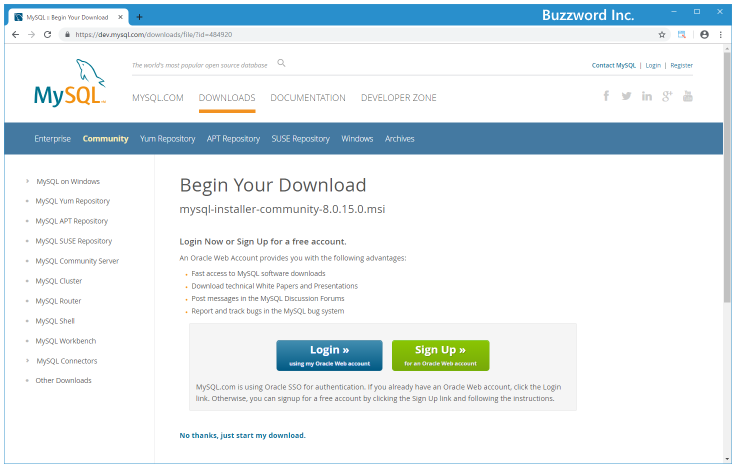 MySQL :: Begin Your Download
Buzzword Inc.
https://dev.mysql.com/downloads/file/?id=484920
MySQL
The world's most popular open source database
Contact MySQL | Login | Register
MYSQL.COM DOWNLOADS DOCUMENTATION DEVELOPER ZONE
Enterprise Community Yum Repository APT Repository SUSE Repository Windows Archives
MySQL on Windows
MySQL Yum Repository
MySQL APT Repository
MySQL SUSE Repository
MySQL Community Server
MySQL Cluster
MySQL Router
MySQL Shell
MySQL Workbench
MySQL Connectors
Other Downloads
Begin Your Download
mysql-installer-community-8.0.15.0.msi
Login Now or Sign Up for a free account.
An Oracle Web Account provides you with the following advantages:
Fast access to MySQL software downloads
Download technical White Papers and Presentations
Post messages in the MySQL Discussion Forums
Report and track bugs in the MySQL bug system
Login »
using my Oracle Web account
Sign Up »
for an Oracle Web account
MySQL.com is using Oracle SSO for authentication. If you already have an Oracle Web account, click the Login
link. Otherwise, you can signup for a free account by clicking the Sign Up link and following the instructions.
No thanks, just start my download.